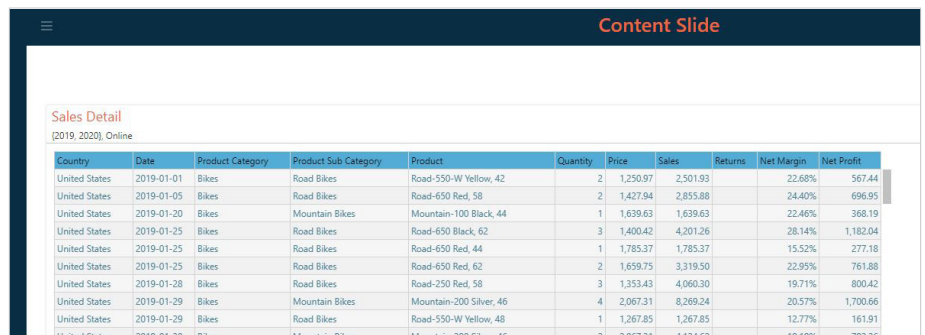 Content Slide
Sales Detail
{2019, 2020}, Online
Country Date Product Category Product Sub Category Product Quantity Price Sales Returns Net Margin Net Profit
United States 2019-01-01 Bikes Road Bikes Road-550-W Yellow, 42 2 1,250.97 2,501.93 22.68% 567.44
United States 2019-01-05 Bikes Road Bikes Road-650 Red, 58 2 1,427.94 2,855.88 24.40% 696.95
United States 2019-01-20 Bikes Mountain Bikes Mountain-100 Black, 44 1 1,639.63 1,639.63 22.46% 368.19
United States 2019-01-25 Bikes Road Bikes Road-650 Black, 62 3 1,400.42 4,201.26 28.14% 1,182.04
United States 2019-01-25 Bikes Road Bikes Road-650 Red, 44 1 1,785.37 1,785.37 15.52% 277.18
United States 2019-01-25 Bikes Road Bikes Road-650 Red, 62 2 1,659.75 3,319.50 22.95% 761.88
United States 2019-01-28 Bikes Road Bikes Road-250 Red, 58 3 1,353.43 4,060.30 19.71% 800.42
United States 2019-01-29 Bikes Mountain Bikes Mountain-200 Silver, 46 4 2,067.31 8,269.24 20.57% 1,700.66
United States 2019-01-29 Bikes Road Bikes Road-550-W Yellow, 48 1 1,267.85 1,267.85 12.77% 161.91